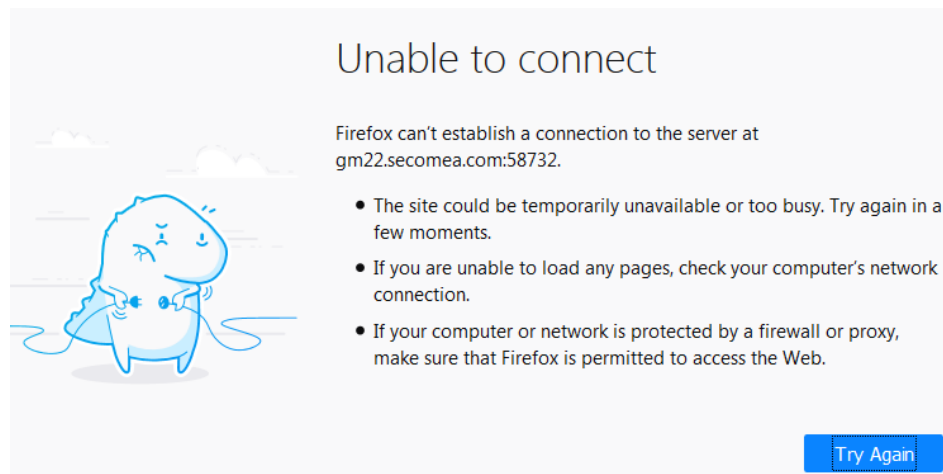 Unable to connect
Firefox can’t establish a connection to the server at
gm22.secomea.com:58732.
• The site could be temporarily unavailable or too busy. Try again in a
few moments.
• If you are unable to load any pages, check your computer’s network
connection.
• If your computer or network is protected by a firewall or proxy,
make sure that Firefox is permitted to access the Web.
Try Again